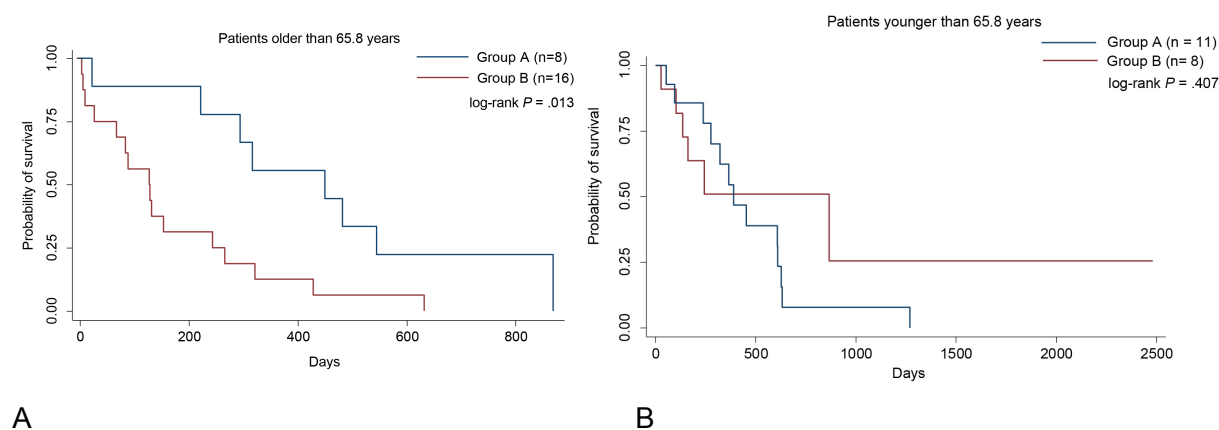 Patients older than 65.8 years
Group A (n=8)
Group B (n=16)
log-rank P = .013
Probability of survival
1.00
0.75
0.50
0.25
0.00
0 200 400 600 800
Days
A
Patients younger than 65.8 years
Group A (n = 11)
Group B (n= 8)
log-rank P = .407
Probability of survival
1.00
0.75
0.50
0.25
0.00
0 500 1000 1500 2000 2500
Days
B